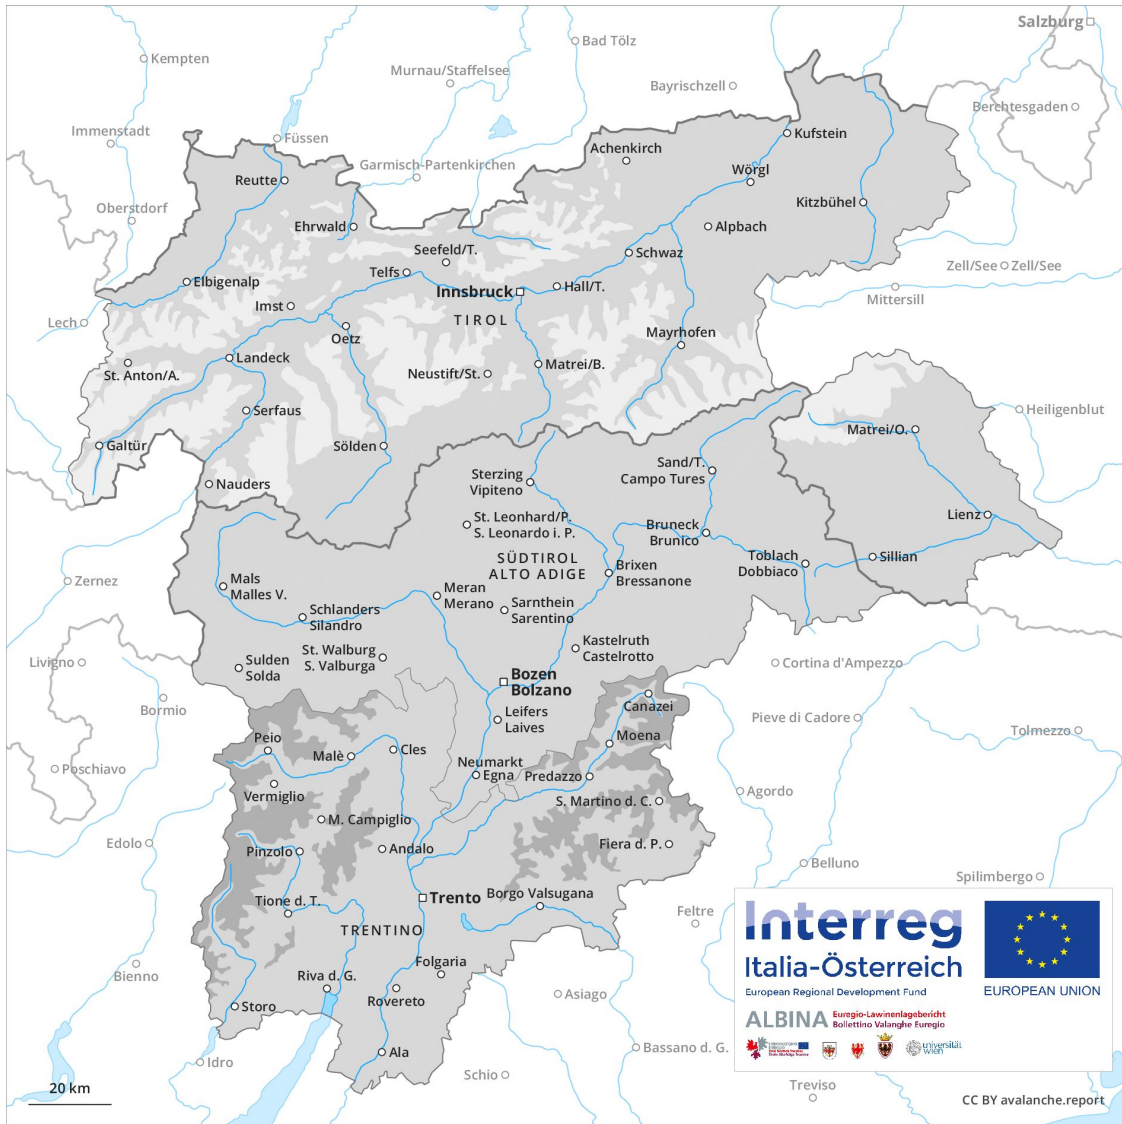 Salzburg
Bad Tölz
Kempten
Murnau/Staffelsee
Bayrischzell
Berchtesgaden
Immenstadt
Füssen
Kufstein
Achenkirch
Garmisch-Partenkirchen
Wörgl
Reutte
Oberstdorf
Kitzbühel
Ehrwald
Alpbach
Seefeld/T.
Schwaz
Telfs
Zell/See
Zell/See
Elbigenalp
Innsbruck
Hall/T.
Mittersill
Imst
TIROL
Lech
Oetz
Mayrhofen
Landeck
Matrei/B.
St. Anton/A.
Neustift/St.
Serfaus
Heiligenblut
Matrei/O.
Galtür
Sölden
Sand/T.
Campo Tures
Sterzing
Vipiteno
Nauders
St. Leonhard/P.
S. Leonardo i. P.
Lienz
Bruneck
Brunico
SÜDTIROL
ALTO ADIGE
Toblach
Dobbiaco
Sillian
Brixen
Bressanone
Zernez
Mals
Malles V.
Meran
Merano
Sarnthein
Sarentino
Schlanders
Silandro
Kastelruth
Castelrotto
St. Walburg
S. Valburga
Livigno
Sulden
Solda
Cortina d'Ampezzo
Bozen
Bolzano
Bormio
Canazei
Leifers
Laives
Pieve di Cadore
Tolmezzo
Peio
Moena
Malè
Cles
Neumarkt
Egna
Predazzo
Poschiavo
Vermiglio
Agordo
S. Martino d. C.
M. Campiglio
Edolo
Pinzolo
Andalo
Fiera d. P.
Belluno
Spilimbergo
Trento
Borgo Valsugana
Tione d. T.
Feltre
TRENTINO
Interreg
Italia-Österreich
European Regional Development Fund
EUROPEAN UNION
Folgaria
Bienno
Riva d. G.
Rovereto
Asiago
Storo
ALBINA
Euregio-Lawinenlagebericht
Bollettino Valanghe Euregio
universität
wien
Ala
Idro
Bassano d. G.
Schio
Treviso
20 km
CC BY avalanche.report